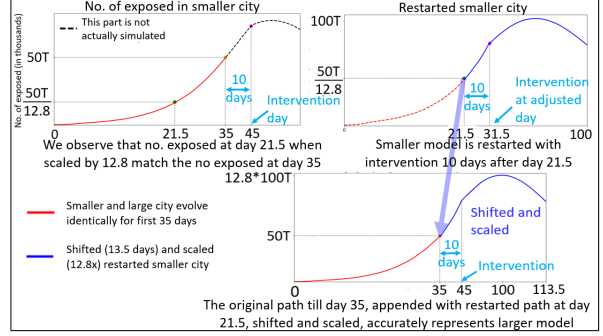 No. of exposed in smaller city
No. of exposed (in thousands)
This part is not
actually simulated
50T
50T
12.8
10
days
Intervention
day
0
21.5
35
45
We observe that no. exposed at day 21.5 when
scaled by 12.8 match the no exposed at day 35
Restarted smaller city
100T
50T
12.8
10
days
Intervention
at adjusted
day
0
21.5
31.5
100
Smaller model is restarted with
intervention 10 days after day 21.5
12.8*100T
50T
Shifted and
scaled
10
days
Intervention
0
35
45
100
113.5
Smaller and large city evolve
identically for first 35 days
Shifted (13.5 days) and scaled
(12.8x) restarted smaller city
The original path till day 35, appended with restarted path at day
21.5, shifted and scaled, accurately represents larger model